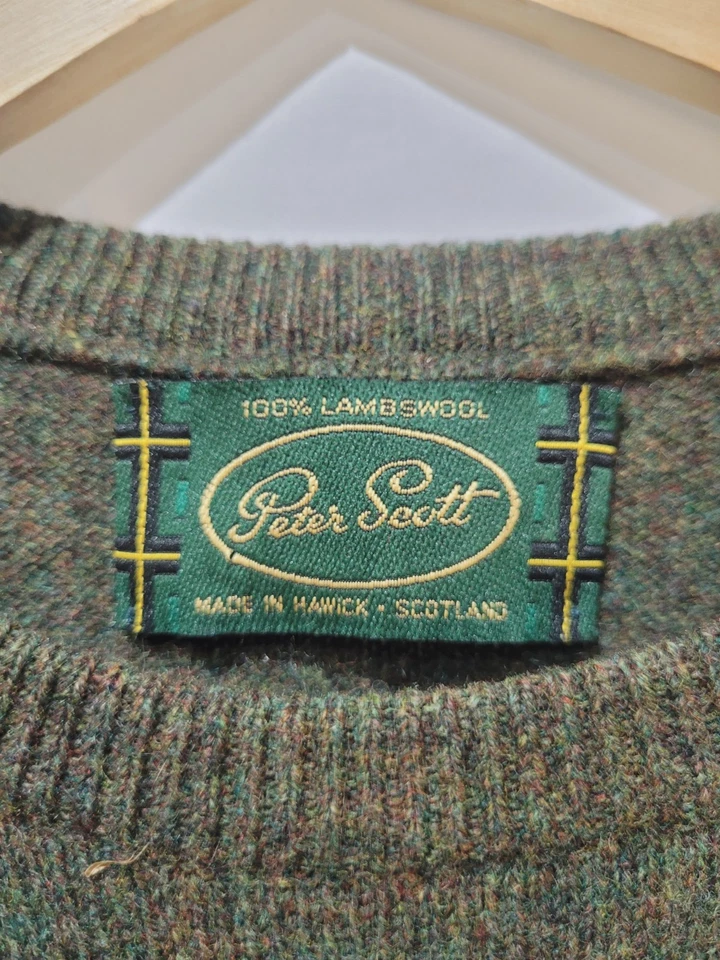 100% LAMBSWOOL
Peter Scott
MADE IN HAWICK • SCOTLAND